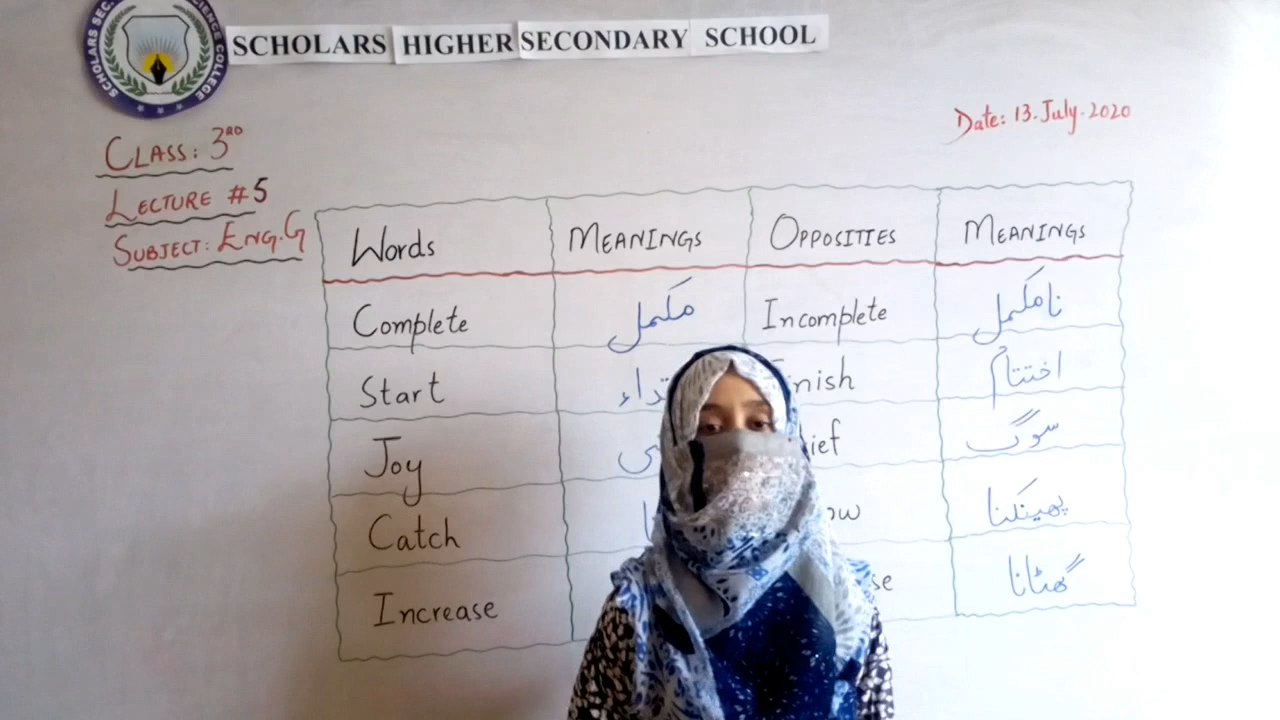 SCHOLARS HIGHER SECONDARY SCHOOL
Date: 13.July.2020
CLASS: 3RD
LECTURE #5
SUBJECT: ENG.G
Words MEANINGS OPPOSITIES MEANINGS
Complete مکمل Incomplete نامکمل
Start اختتام
Joy سوگ
Catch پھینکنا
Increase گھٹانا